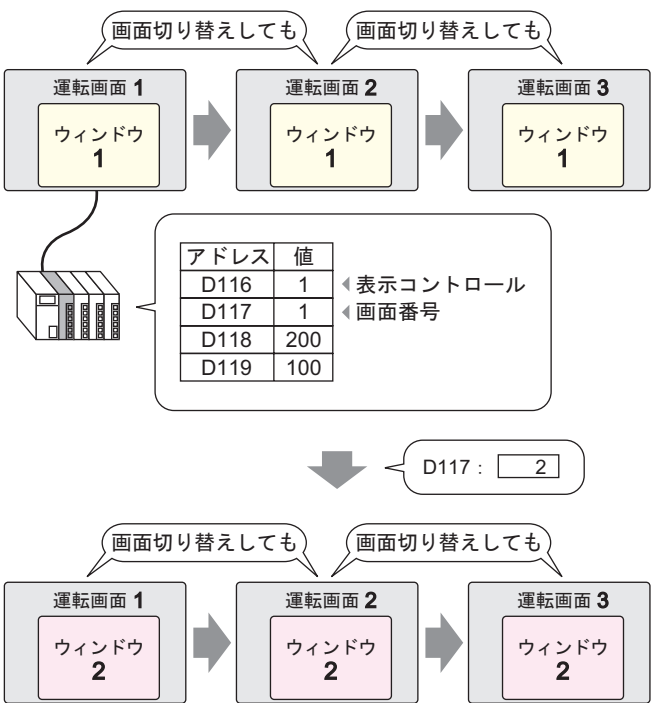 画面切り替えしても 画面切り替えしても
運転画面 1 運転画面 2 運転画面 3
ウィンドウ ウィンドウ ウィンドウ
1 1 1
アドレス 値
D116 1 表示コントロール
D117 1 画面番号
D118 200
D119 100
D117 : 2
画面切り替えしても 画面切り替えしても
運転画面 1 運転画面 2 運転画面 3
ウィンドウ ウィンドウ ウィンドウ
2 2 2